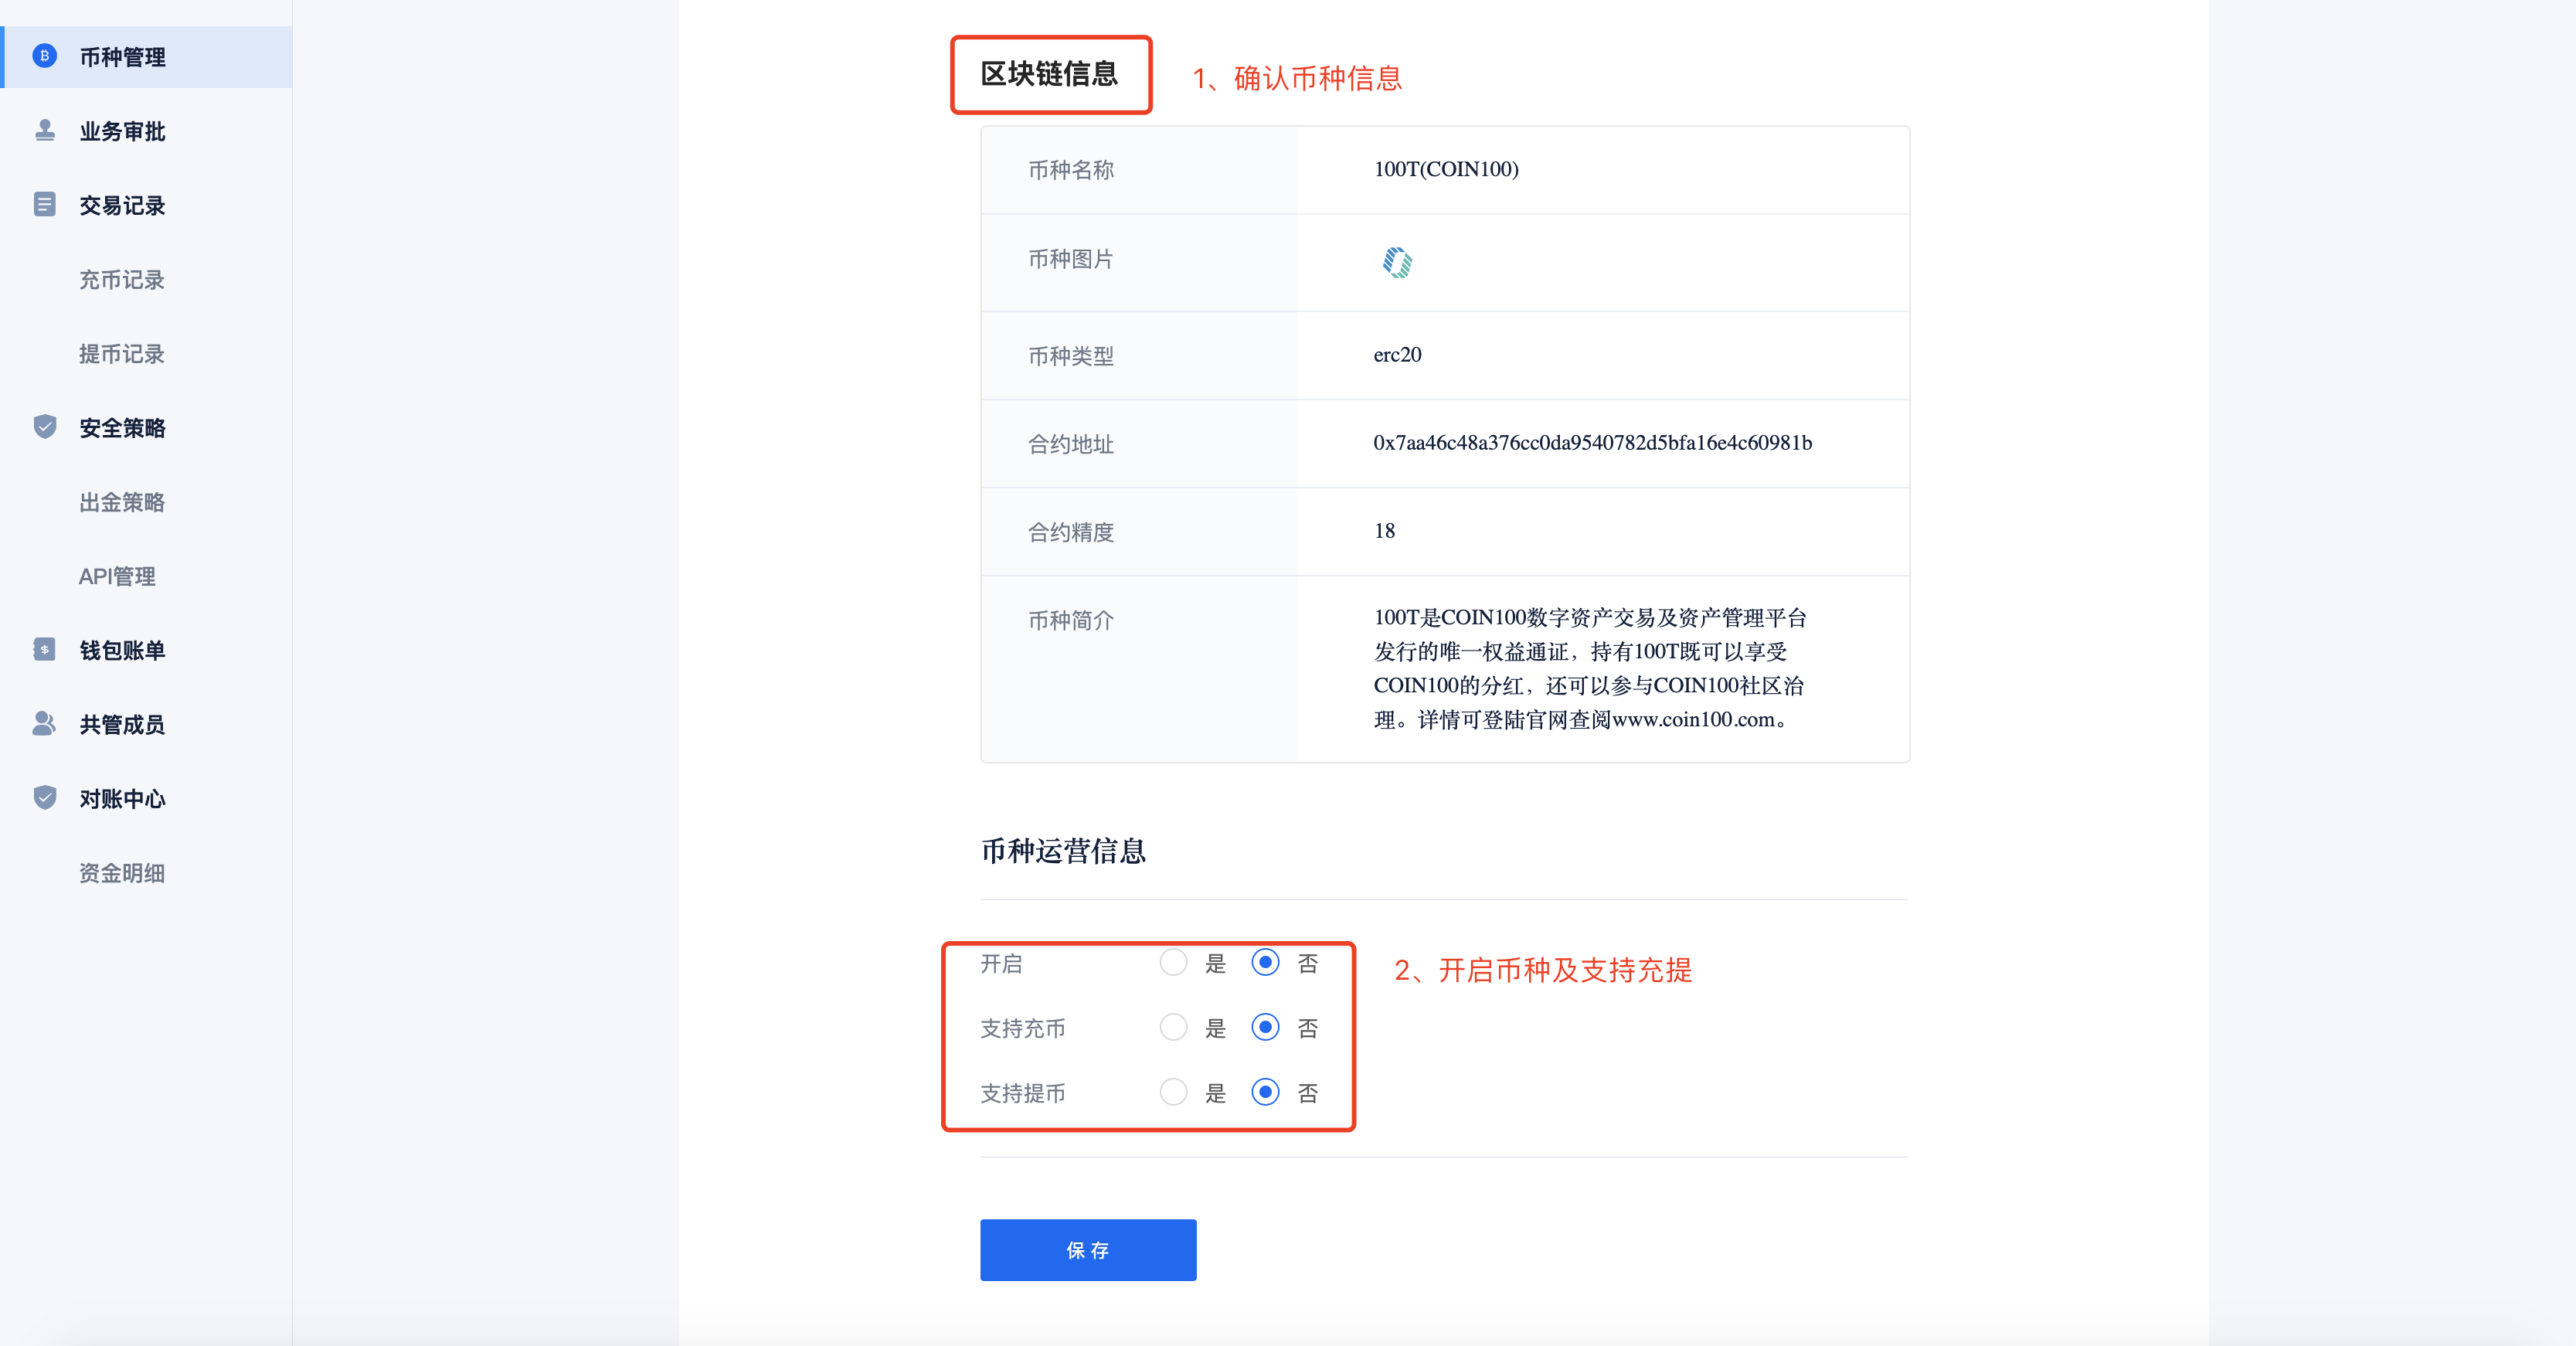 币种管理
业务审批
交易记录
充币记录
提币记录
安全策略
出金策略
API管理
钱包账单
共管成员
对账中心
资金明细
区块链信息
1、确认币种信息
币种名称
100T(COIN100)
币种图片
币种类型
erc20
合约地址
0x7aa46c48a376cc0da9540782d5bfa16e4c60981b
合约精度
18
币种简介
100T是COIN100数字资产交易及资产管理平台
发行的唯一权益通证，持有100T既可以享受
COIN100的分红，还可以参与COIN100社区治
理。详情可登陆官网查阅www.coin100.com。
币种运营信息
开启 是 否
2、开启币种及支持充提
支持充币 是 否
支持提币 是 否
保存